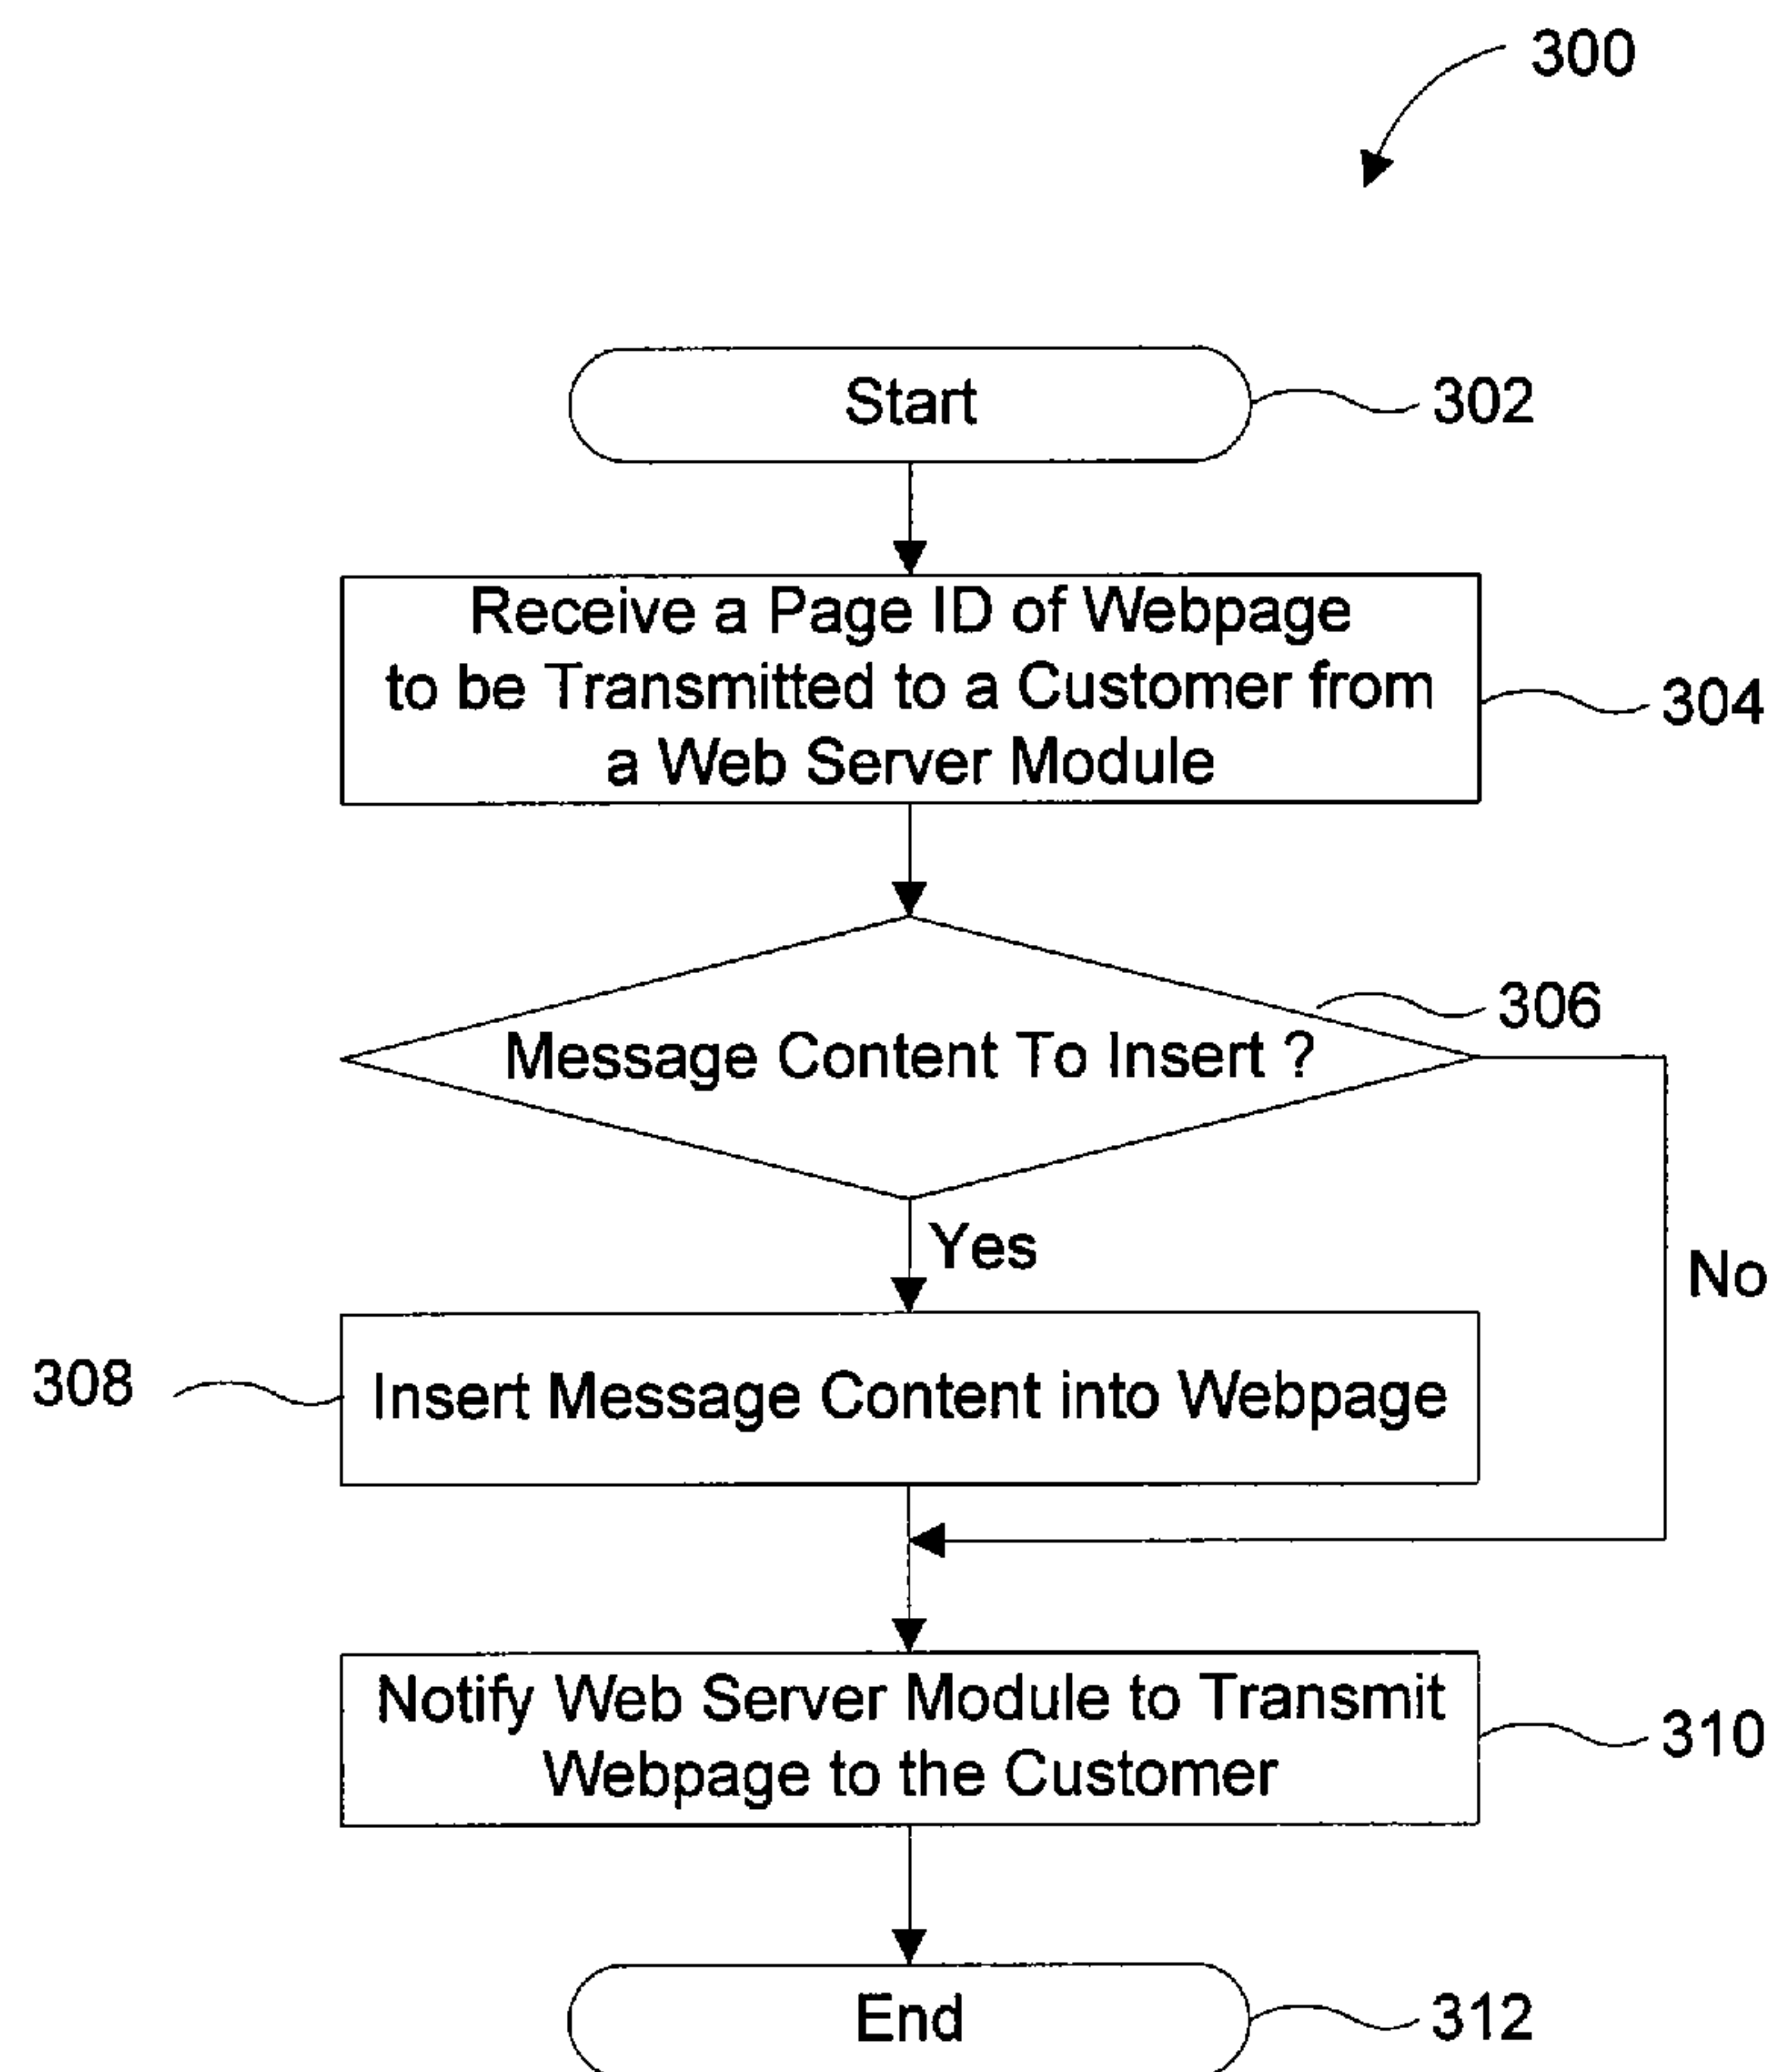 300
Start
302
Receive a Page ID of Webpage
to be Transmitted to a Customer from
a Web Server Module
304
306
Message Content To Insert ?
Yes
No
308
Insert Message Content into Webpage
Notify Web Server Module to Transmit
Webpage to the Customer
310
End
312